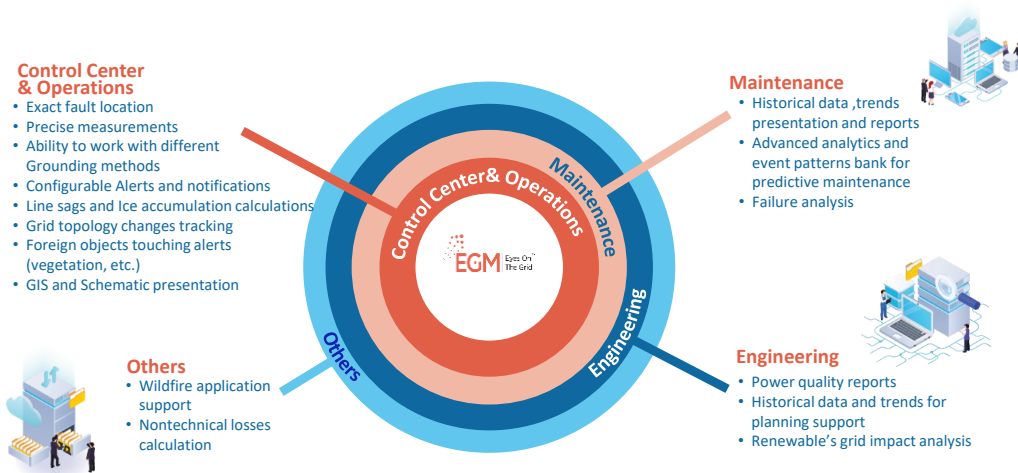 Control Center
& Operations
• Exact fault location
• Precise measurements
• Ability to work with different
Grounding methods
• Configurable Alerts and notifications
• Line sags and Ice accumulation calculations
• Grid topology changes tracking
• Foreign objects touching alerts
(vegetation, etc.)
• GIS and Schematic presentation
Maintenance
• Historical data ,trends
presentation and reports
• Advanced analytics and
event patterns bank for
predictive maintenance
• Failure analysis
Control Center& Operations
Maintenance
Engineering
Others
EGM
Eyes On
The Grid
Others
• Wildfire application
support
• Nontechnical losses
calculation
Engineering
• Power quality reports
• Historical data and trends for
planning support
• Renewable's grid impact analysis